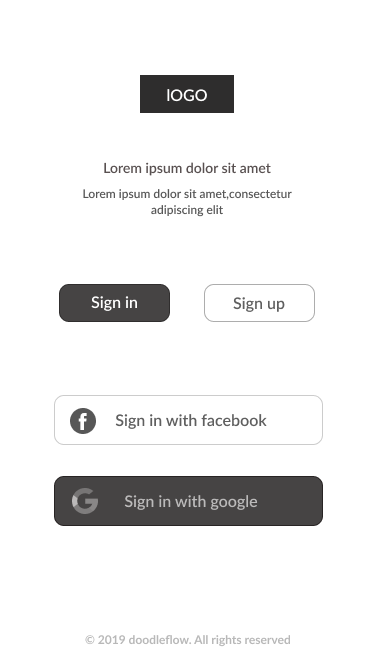 lOGO
Lorem ipsum dolor sit amet
Lorem ipsum dolor sit amet,consectetur
adipiscing elit
Sign in
Sign up
Sign in with facebook
Sign in with google
© 2019 doodleflow. All rights reserved